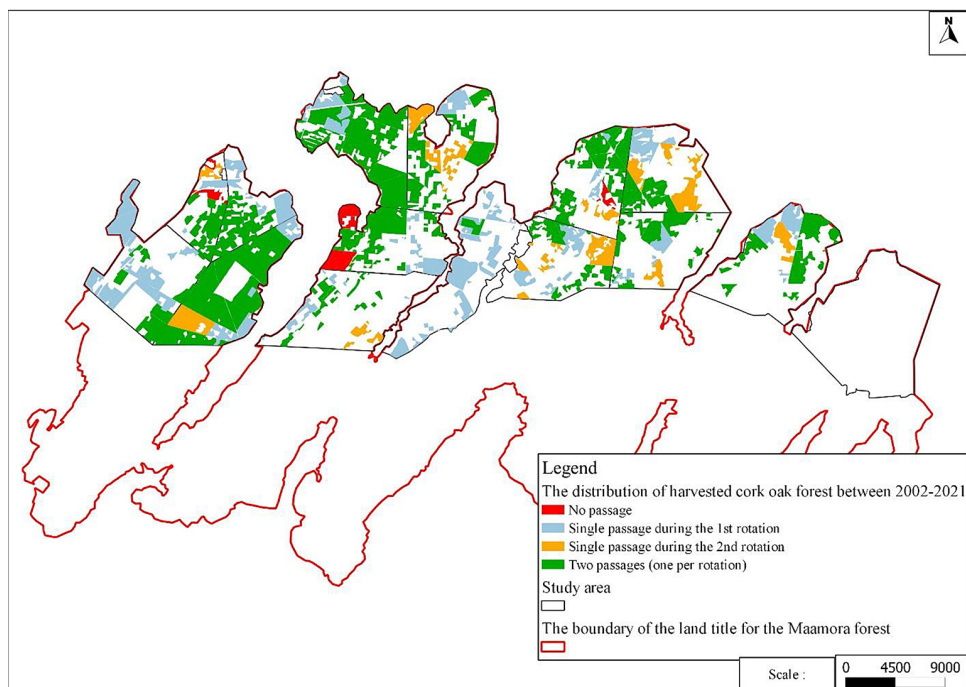 N
Legend
The distribution of harvested cork oak forest between 2002-2021
No passage
Single passage during the 1st rotation
Single passage during the 2nd rotation
Two passages (one per rotation)
Study area
The boundary of the land title for the Maamora forest
Scale :
0 4500 9000